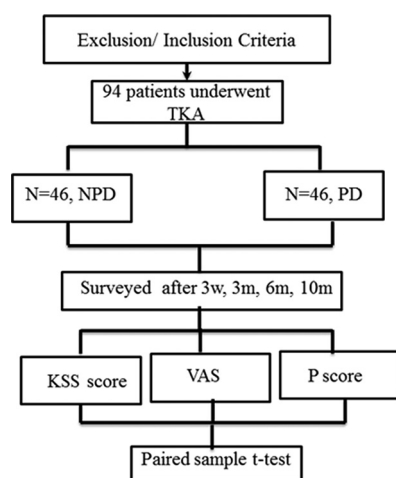 Exclusion/ Inclusion Criteria
94 patients underwent
TKA
N=46, NPD
N=46, PD
Surveyed after 3w, 3m, 6m, 10m
KSS score
VAS
P score
Paired sample t-test